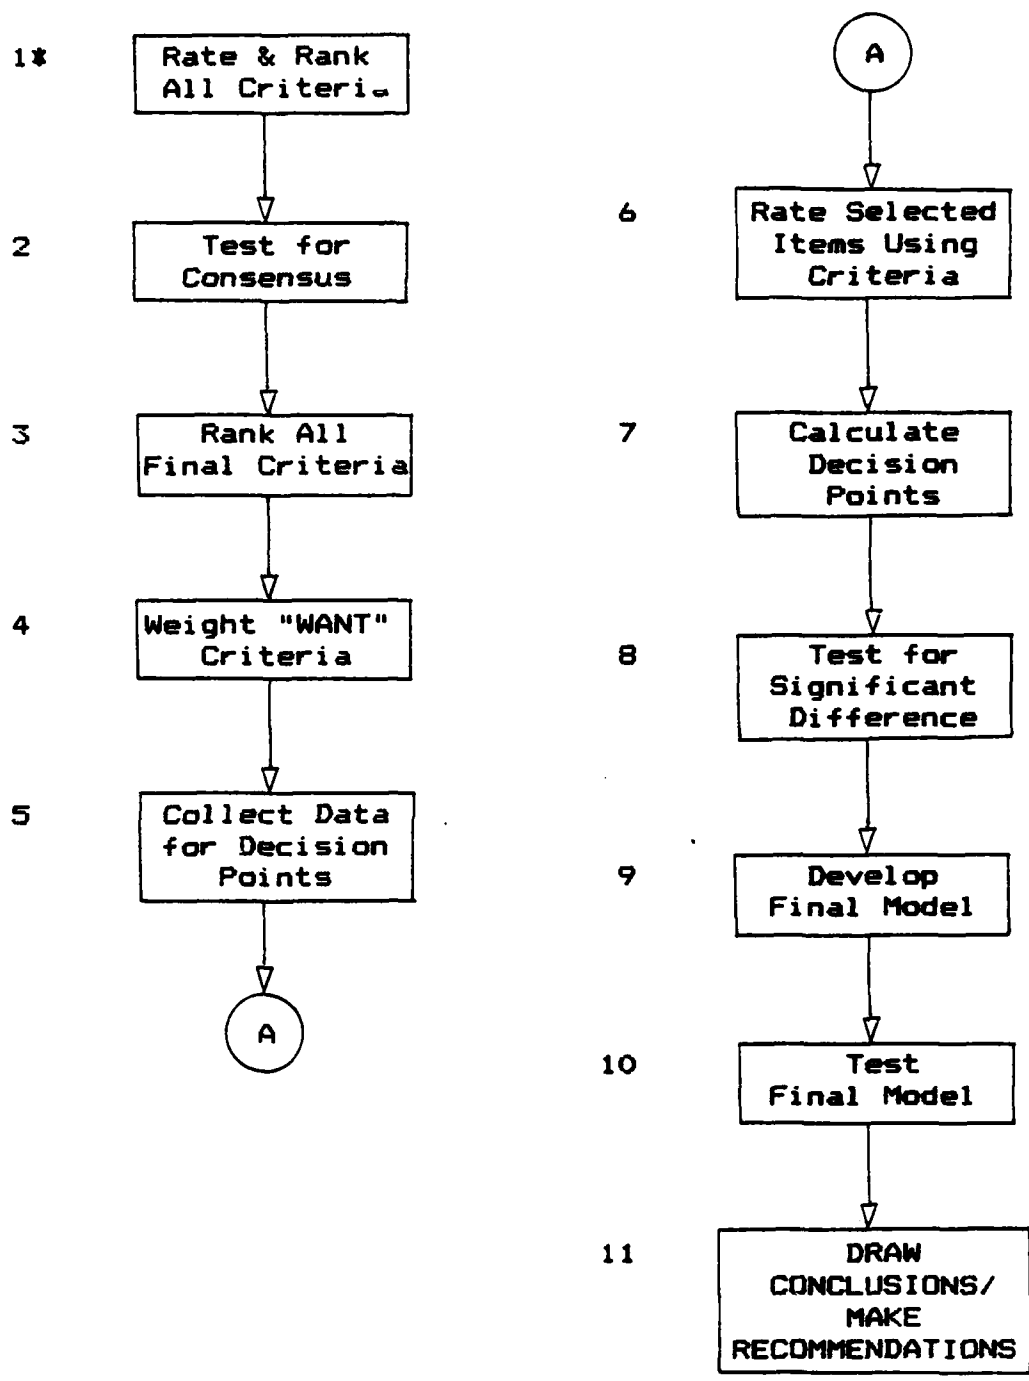 1*
Rate & Rank
All Criteria
2
Test for
Consensus
3
Rank All
Final Criteria
4
Weight "WANT"
Criteria
5
Collect Data
for Decision
Points
A
A
6
Rate Selected
Items Using
Criteria
7
Calculate
Decision
Points
8
Test for
Significant
Difference
9
Develop
Final Model
10
Test
Final Model
11
DRAW
CONCLUSIONS/
MAKE
RECOMMENDATIONS